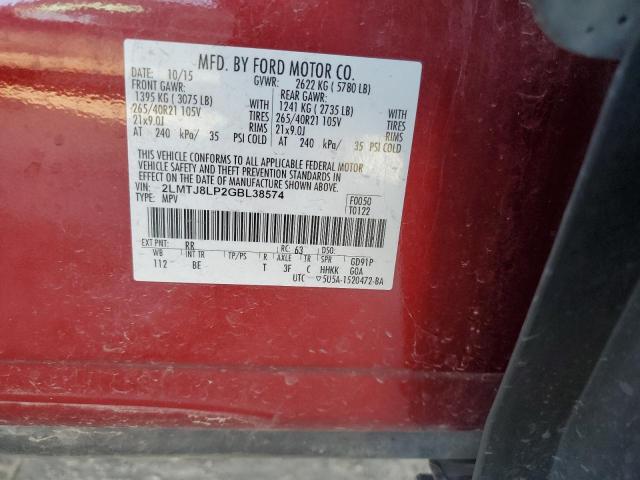 MFD. BY FORD MOTOR CO.
DATE: 10/15 GVWR: 2622 KG ( 5780 LB)
FRONT GAWR: REAR GAWR:
1395 KG ( 3075 LB) WITH 1241 KG ( 2735 LB) WITH
265/40R21 105V TIRES 265/40R21 105V TIRES
21x9.0J RIMS 21x9.0J RIMS
AT 240 kPa/ 35 PSI COLD AT 240 kPa/ 35 PSI COLD
THIS VEHICLE CONFORMS TO ALL APPLICABLE FEDERAL MOTOR
VEHICLE SAFETY AND THEFT PREVENTION STANDARDS IN
EFFECT ON THE DATE OF MANUFACTURE SHOWN ABOVE.
VIN: 2LMTJ8LP2GBL38574 F0050
TYPE: MPV T0122
EXT PNT: RR RC: 63 DSO:
WB INT TR TP/PS R AXLE TR SPR GD91P
112 BE T 3F C HHKK GOA
UTC ▽5U5A-1520472-BA